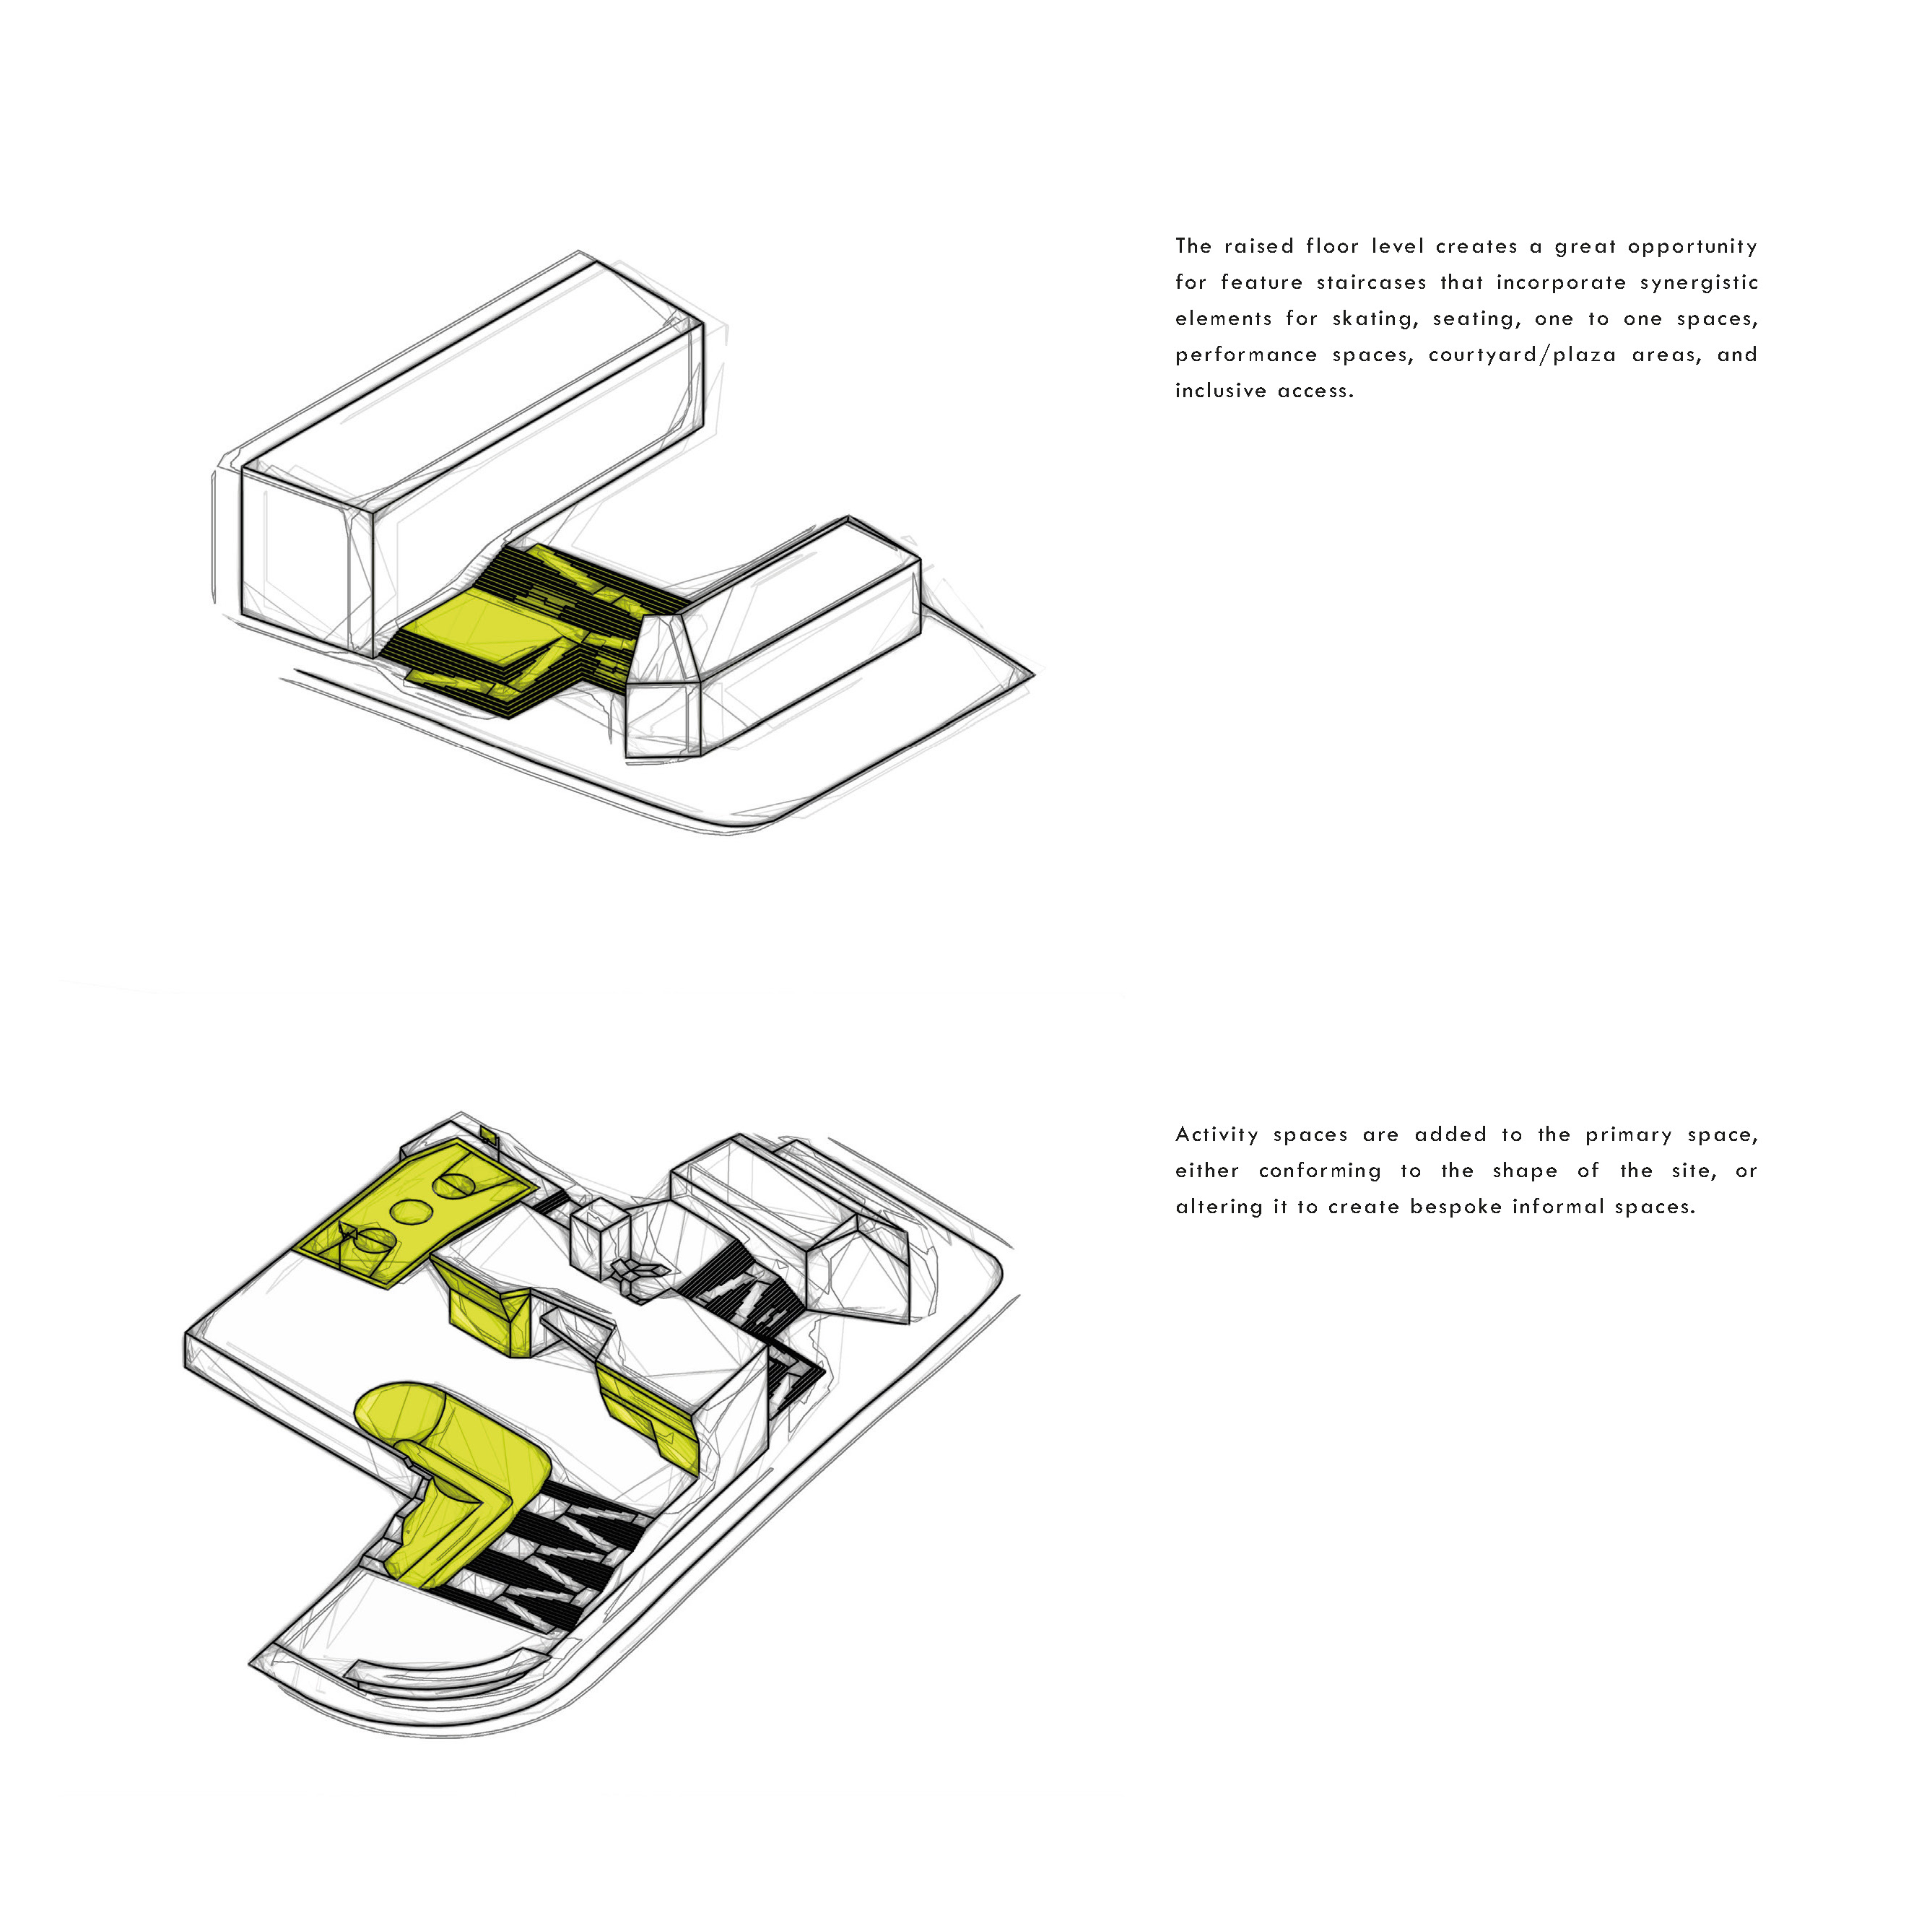 The raised floor level creates a great opportunity
for feature staircases that incorporate synergistic
elements for skating, seating, one to one spaces,
performance spaces, courtyard/plaza areas, and
inclusive access.
Activity spaces are added to the primary space,
either conforming to the shape of the site, or
altering it to create bespoke informal spaces.